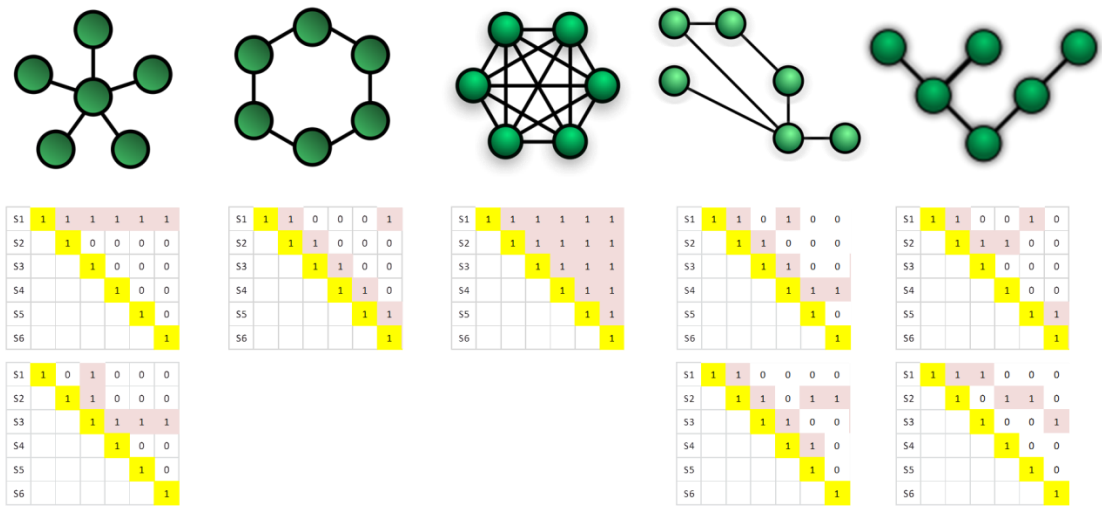 S1 1 1 1 1 1 1
S2 1 0 0 0 0
S3 1 0 0 0
S4 1 0 0
S5 1 0
S6 1
S1 1 1 0 0 0 1
S2 1 1 0 0 0
S3 1 1 0 0
S4 1 1 0
S5 1 1
S6 1
S1 1 1 1 1 1 1
S2 1 1 1 1 1
S3 1 1 1 1
S4 1 1 1
S5 1 1
S6 1
S1 1 1 0 1 0 0
S2 1 1 0 0 0
S3 1 1 0 0
S4 1 1 1
S5 1 0
S6 1
S1 1 1 0 0 1 0
S2 1 1 1 0 0
S3 1 0 0 0
S4 1 0 0
S5 1 1
S6 1
S1 1 0 1 0 0 0
S2 1 1 0 0 0
S3 1 1 1 1
S4 1 0 0
S5 1 0
S6 1
S1 1 1 0 0 0 0
S2 1 1 0 1 1
S3 1 1 0 0
S4 1 1 0
S5 1 0
S6 1
S1 1 1 1 0 0 0
S2 1 0 1 1 0
S3 1 0 0 1
S4 1 0 0
S5 1 0
S6 1